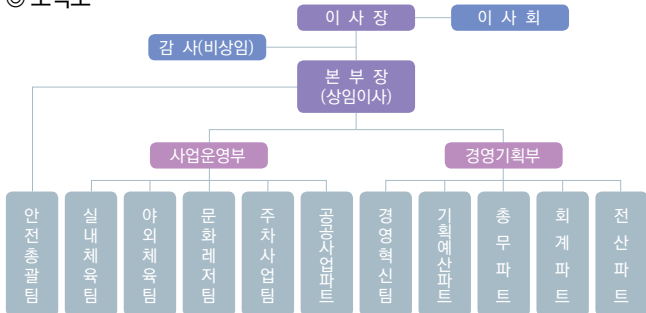 이 사 장
이 사 회
감 사(비상임)
본 부 장
(상임이사)
사업운영부
경영기획부
안전총괄팀
실내체육팀
야외체육팀
문화레저팀
주차사업팀
공공사업파트
경영혁신팀
기획예산파트
총무파트
회계파트
전산파트